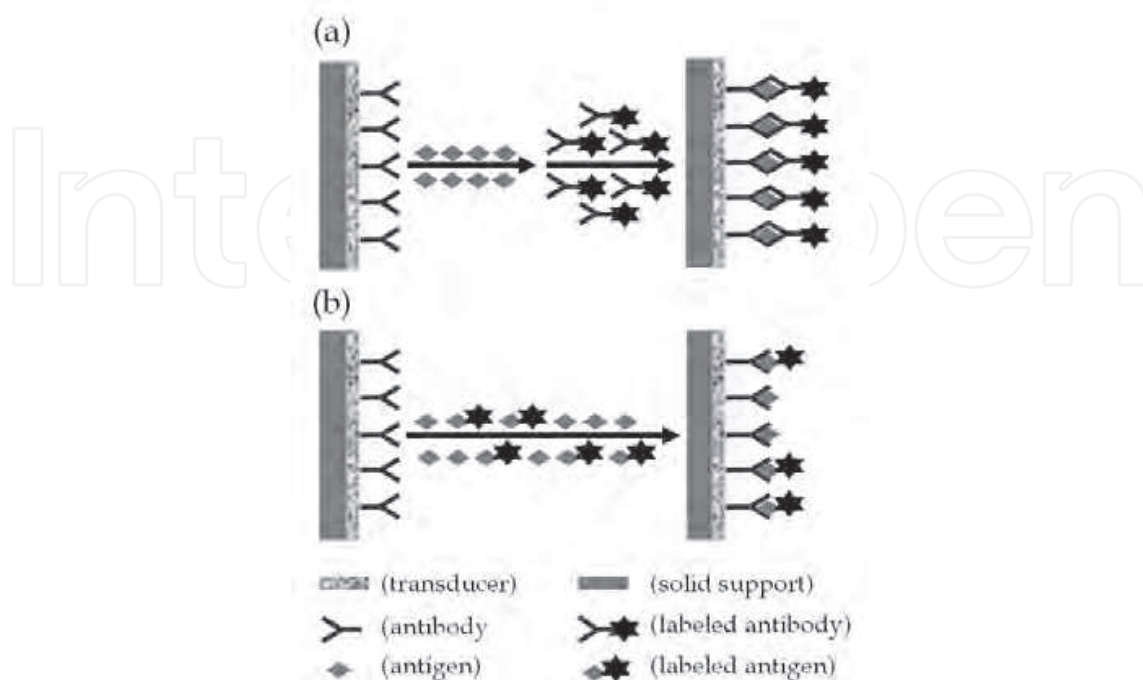 (a)
(b)
(transducer) (solid support)
(antibody (labeled antibody)
(antigen) (labeled antigen)